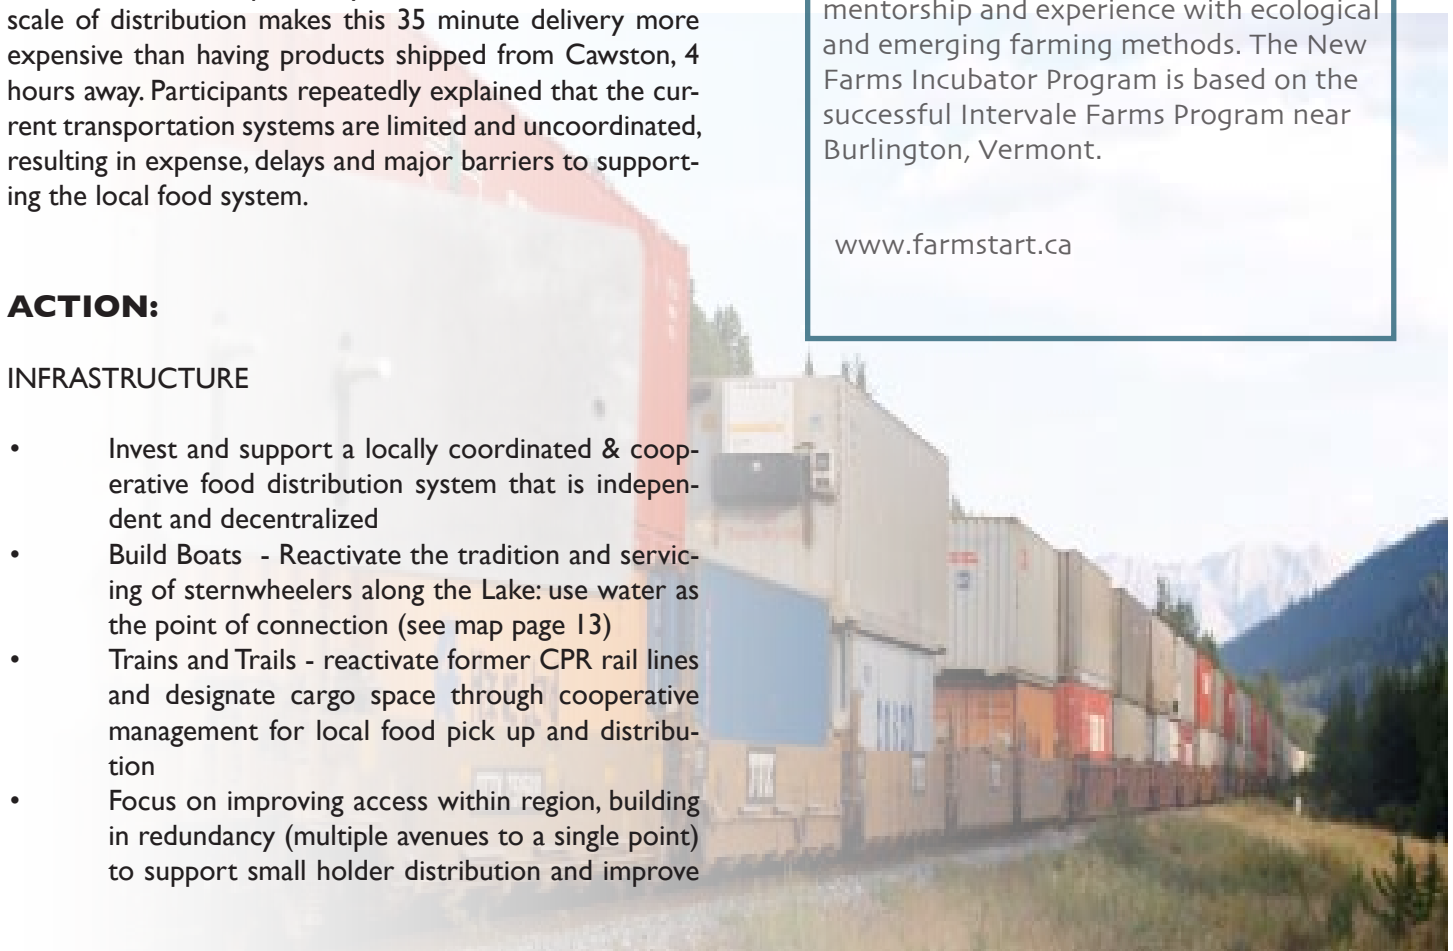 scale of distribution makes this 35 minute delivery more
expensive than having products shipped from Cawston, 4
hours away. Participants repeatedly explained that the cur-
rent transportation systems are limited and uncoordinated,
resulting in expense, delays and major barriers to support-
ing the local food system.
ACTION:
INFRASTRUCTURE
• Invest and support a locally coordinated & coop-
erative food distribution system that is indepen-
dent and decentralized
• Build Boats - Reactivate the tradition and servic-
ing of sternwheelers along the Lake: use water as
the point of connection (see map page 13)
• Trains and Trails - reactivate former CPR rail lines
and designate cargo space through cooperative
management for local food pick up and distribu-
tion
• Focus on improving access within region, building
in redundancy (multiple avenues to a single point)
to support small holder distribution and improve
mentorship and experience with ecological
and emerging farming methods. The New
Farms Incubator Program is based on the
successful Intervale Farms Program near
Burlington, Vermont.
www.farmstart.ca